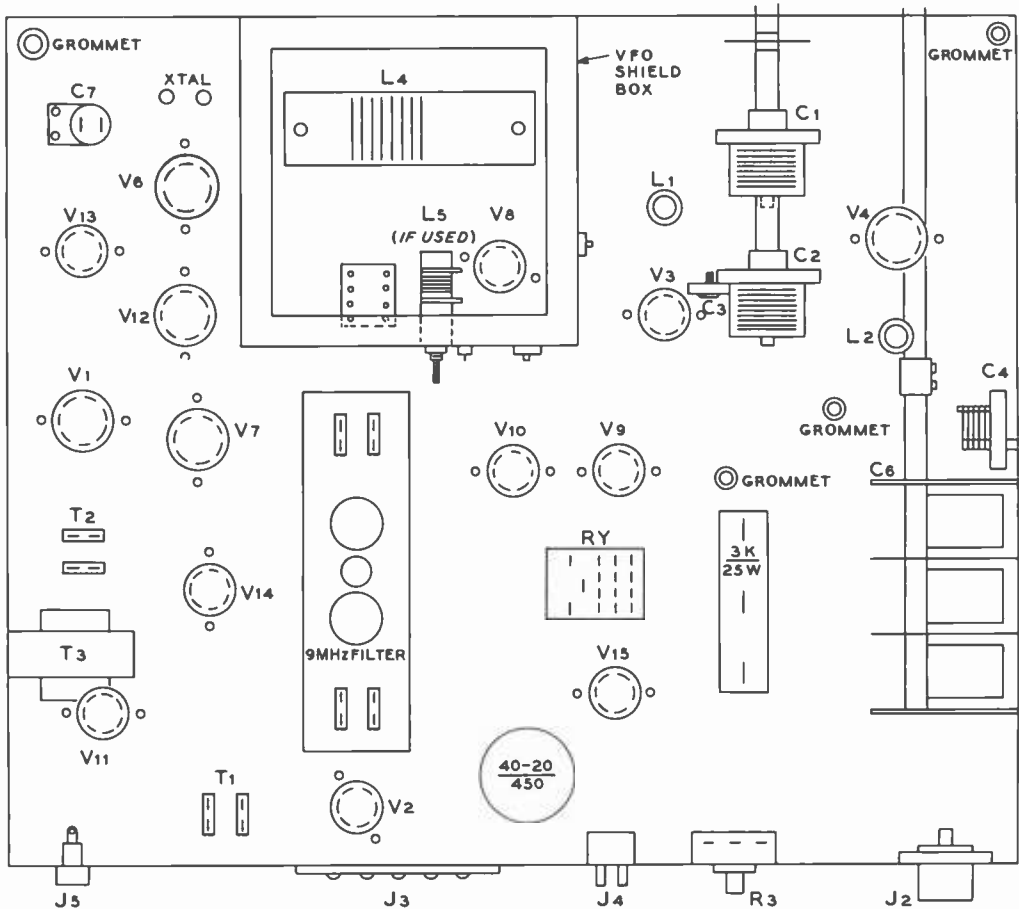 GROMMET
GROMMET
VFO
SHIELD
BOX
XTAL
C7
L4
C1
V6
L1
V13
L5
(IF USED)
V8
V4
C2
V3
C3
V12
L2
C4
V1
V7
GROMMET
V10
V9
C6
GROMMET
T2
RY
3K
25W
V14
T3
9MHz FILTER
V15
V11
40-20
450
T1
V2
J5
J3
J4
R3
J2